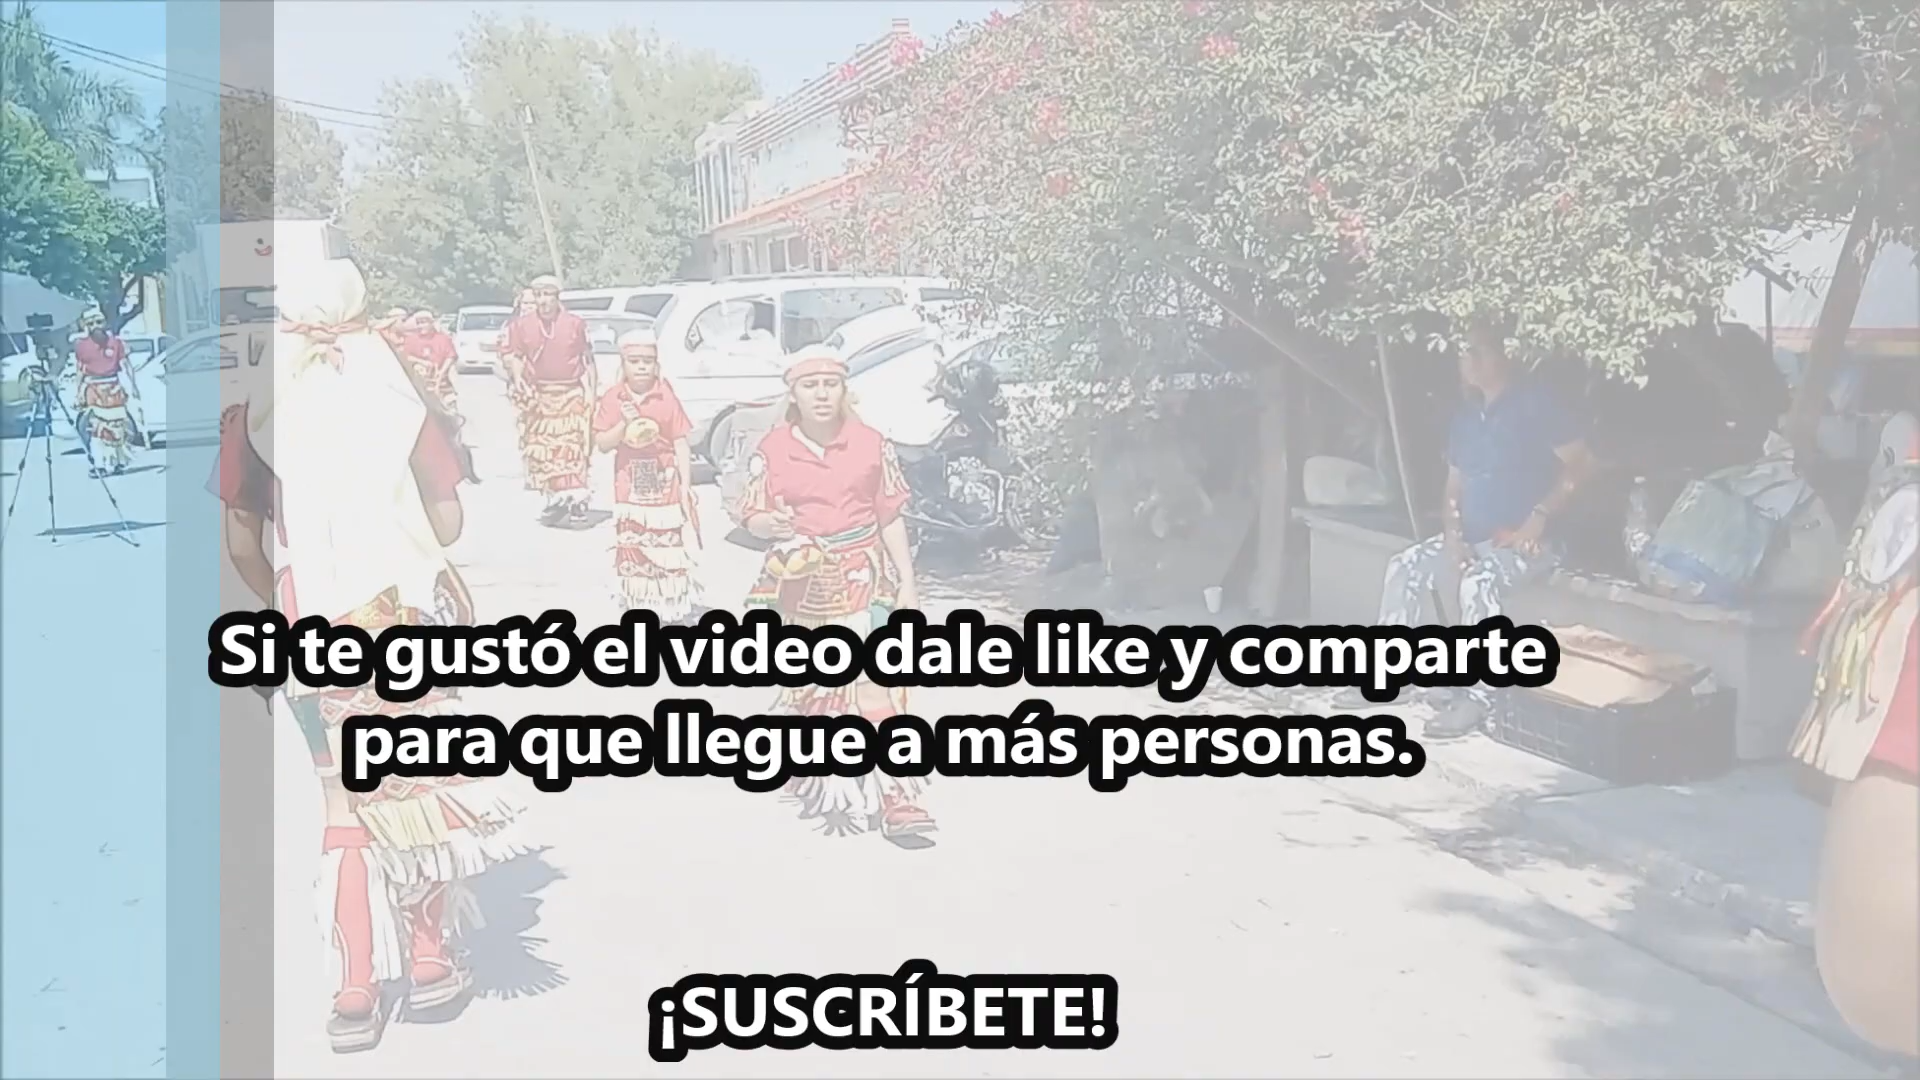 Si te gustó el video dale like y comparte
para que llegue a más personas.
¡SUSCRÍBETE!